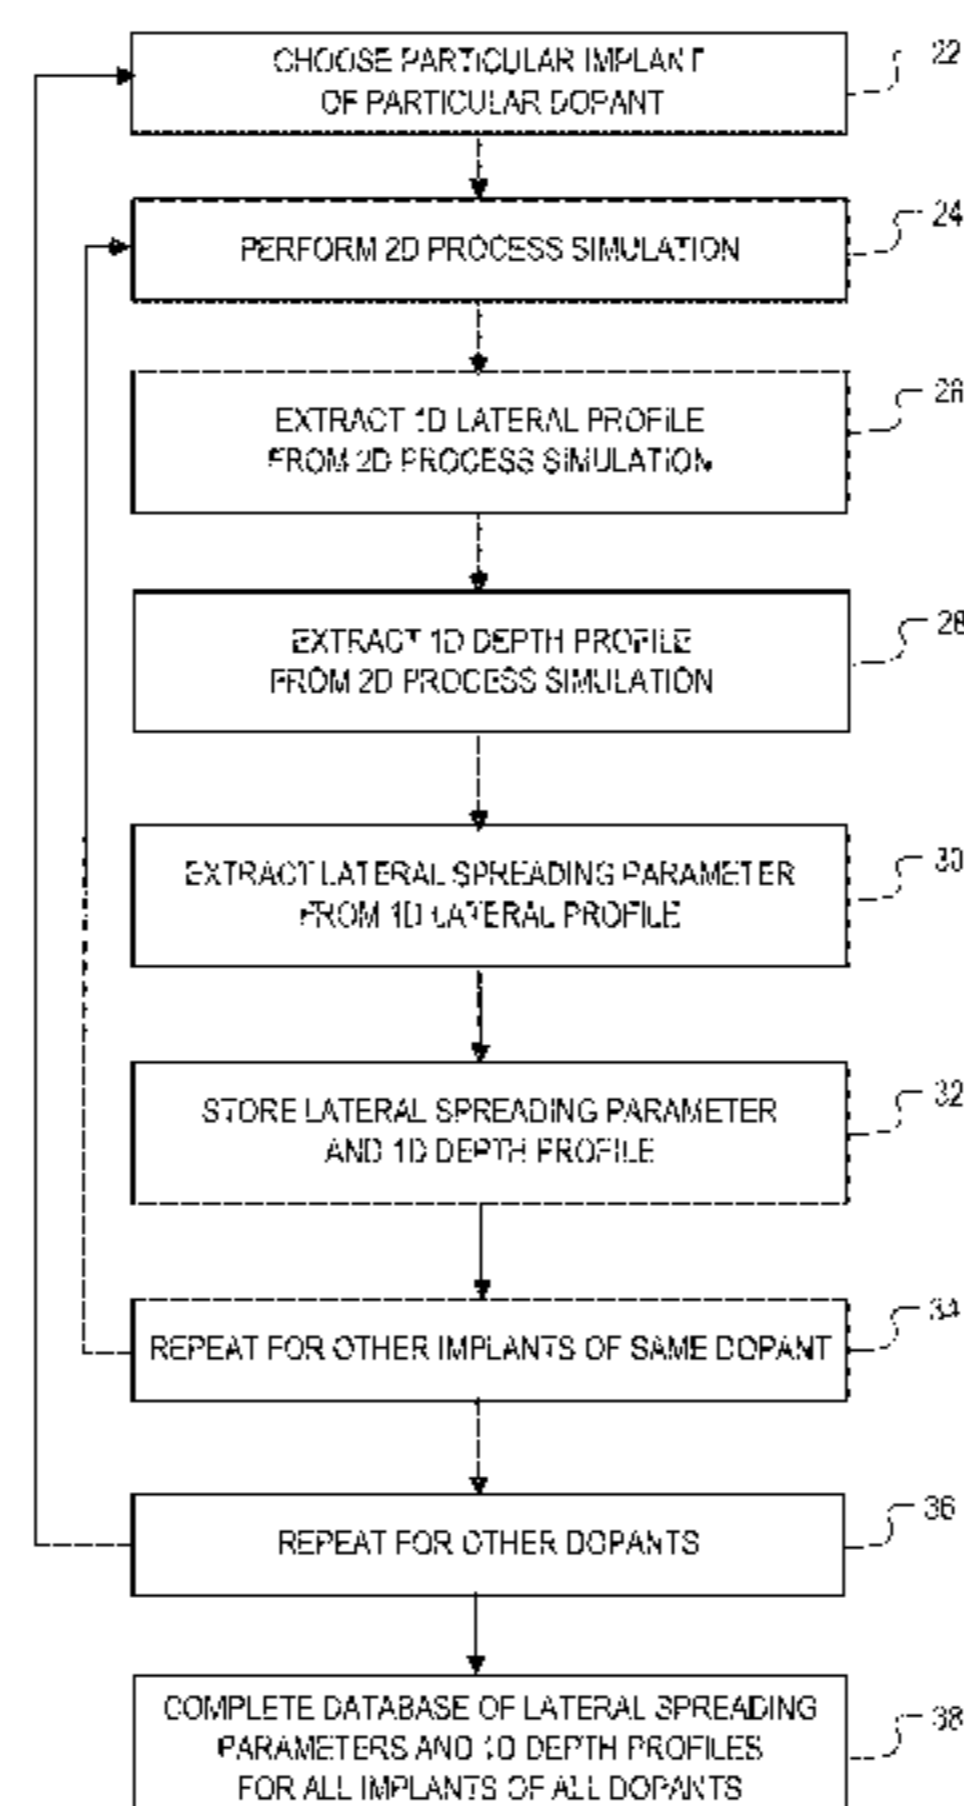 CHOOSE PARTICULAR IMPLANT
OF PARTICULAR DOPANT
22
PERFORM 2D PROCESS SIMULATION
24
EXTRACT 1D LATERAL PROFILE
FROM 2D PROCESS SIMULATION
26
EXTRACT 1D DEPTH PROFILE
FROM 2D PROCESS SIMULATION
28
EXTRACT LATERAL SPREADING PARAMETER
FROM 1D LATERAL PROFILE
30
STORE LATERAL SPREADING PARAMETER
AND 1D DEPTH PROFILE
32
REPEAT FOR OTHER IMPLANTS OF SAME DOPANT
34
REPEAT FOR OTHER DOPANTS
36
COMPLETE DATABASE OF LATERAL SPREADING
PARAMETERS AND 1D DEPTH PROFILES
FOR ALL IMPLANTS OF ALL DOPANTS
38